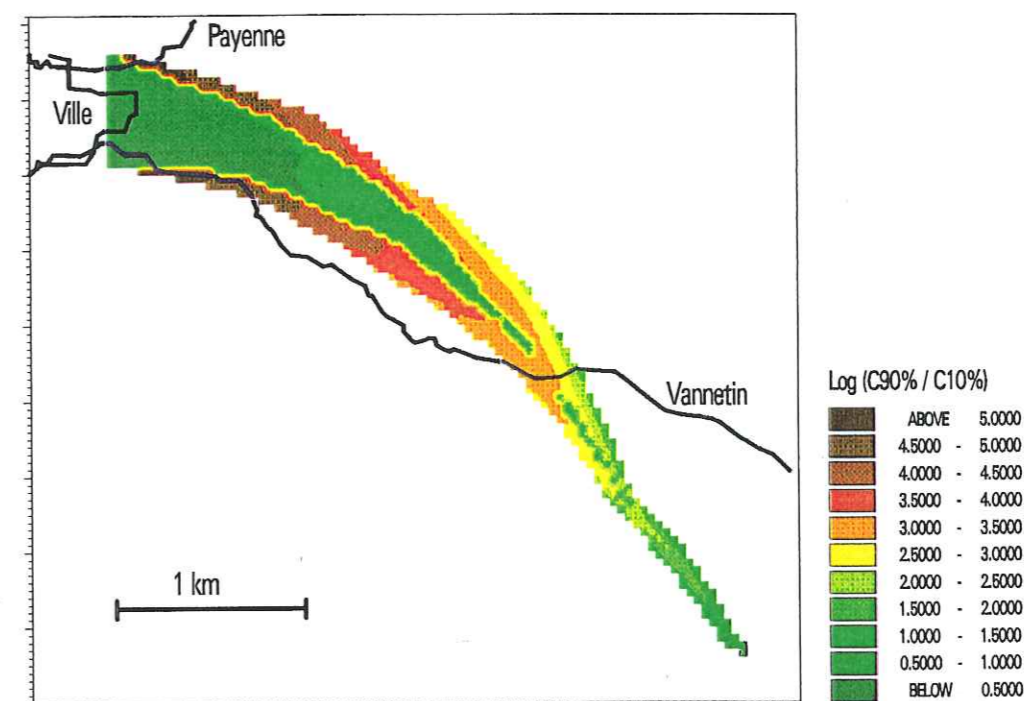 Payenne
Ville
Vannetin
1 km
Log (C90% / C10%)
ABOVE 5.0000
4.5000 - 5.0000
4.0000 - 4.5000
3.5000 - 4.0000
3.0000 - 3.5000
2.5000 - 3.0000
2.0000 - 2.5000
1.5000 - 2.0000
1.0000 - 1.5000
0.5000 - 1.0000
BELOW 0.5000